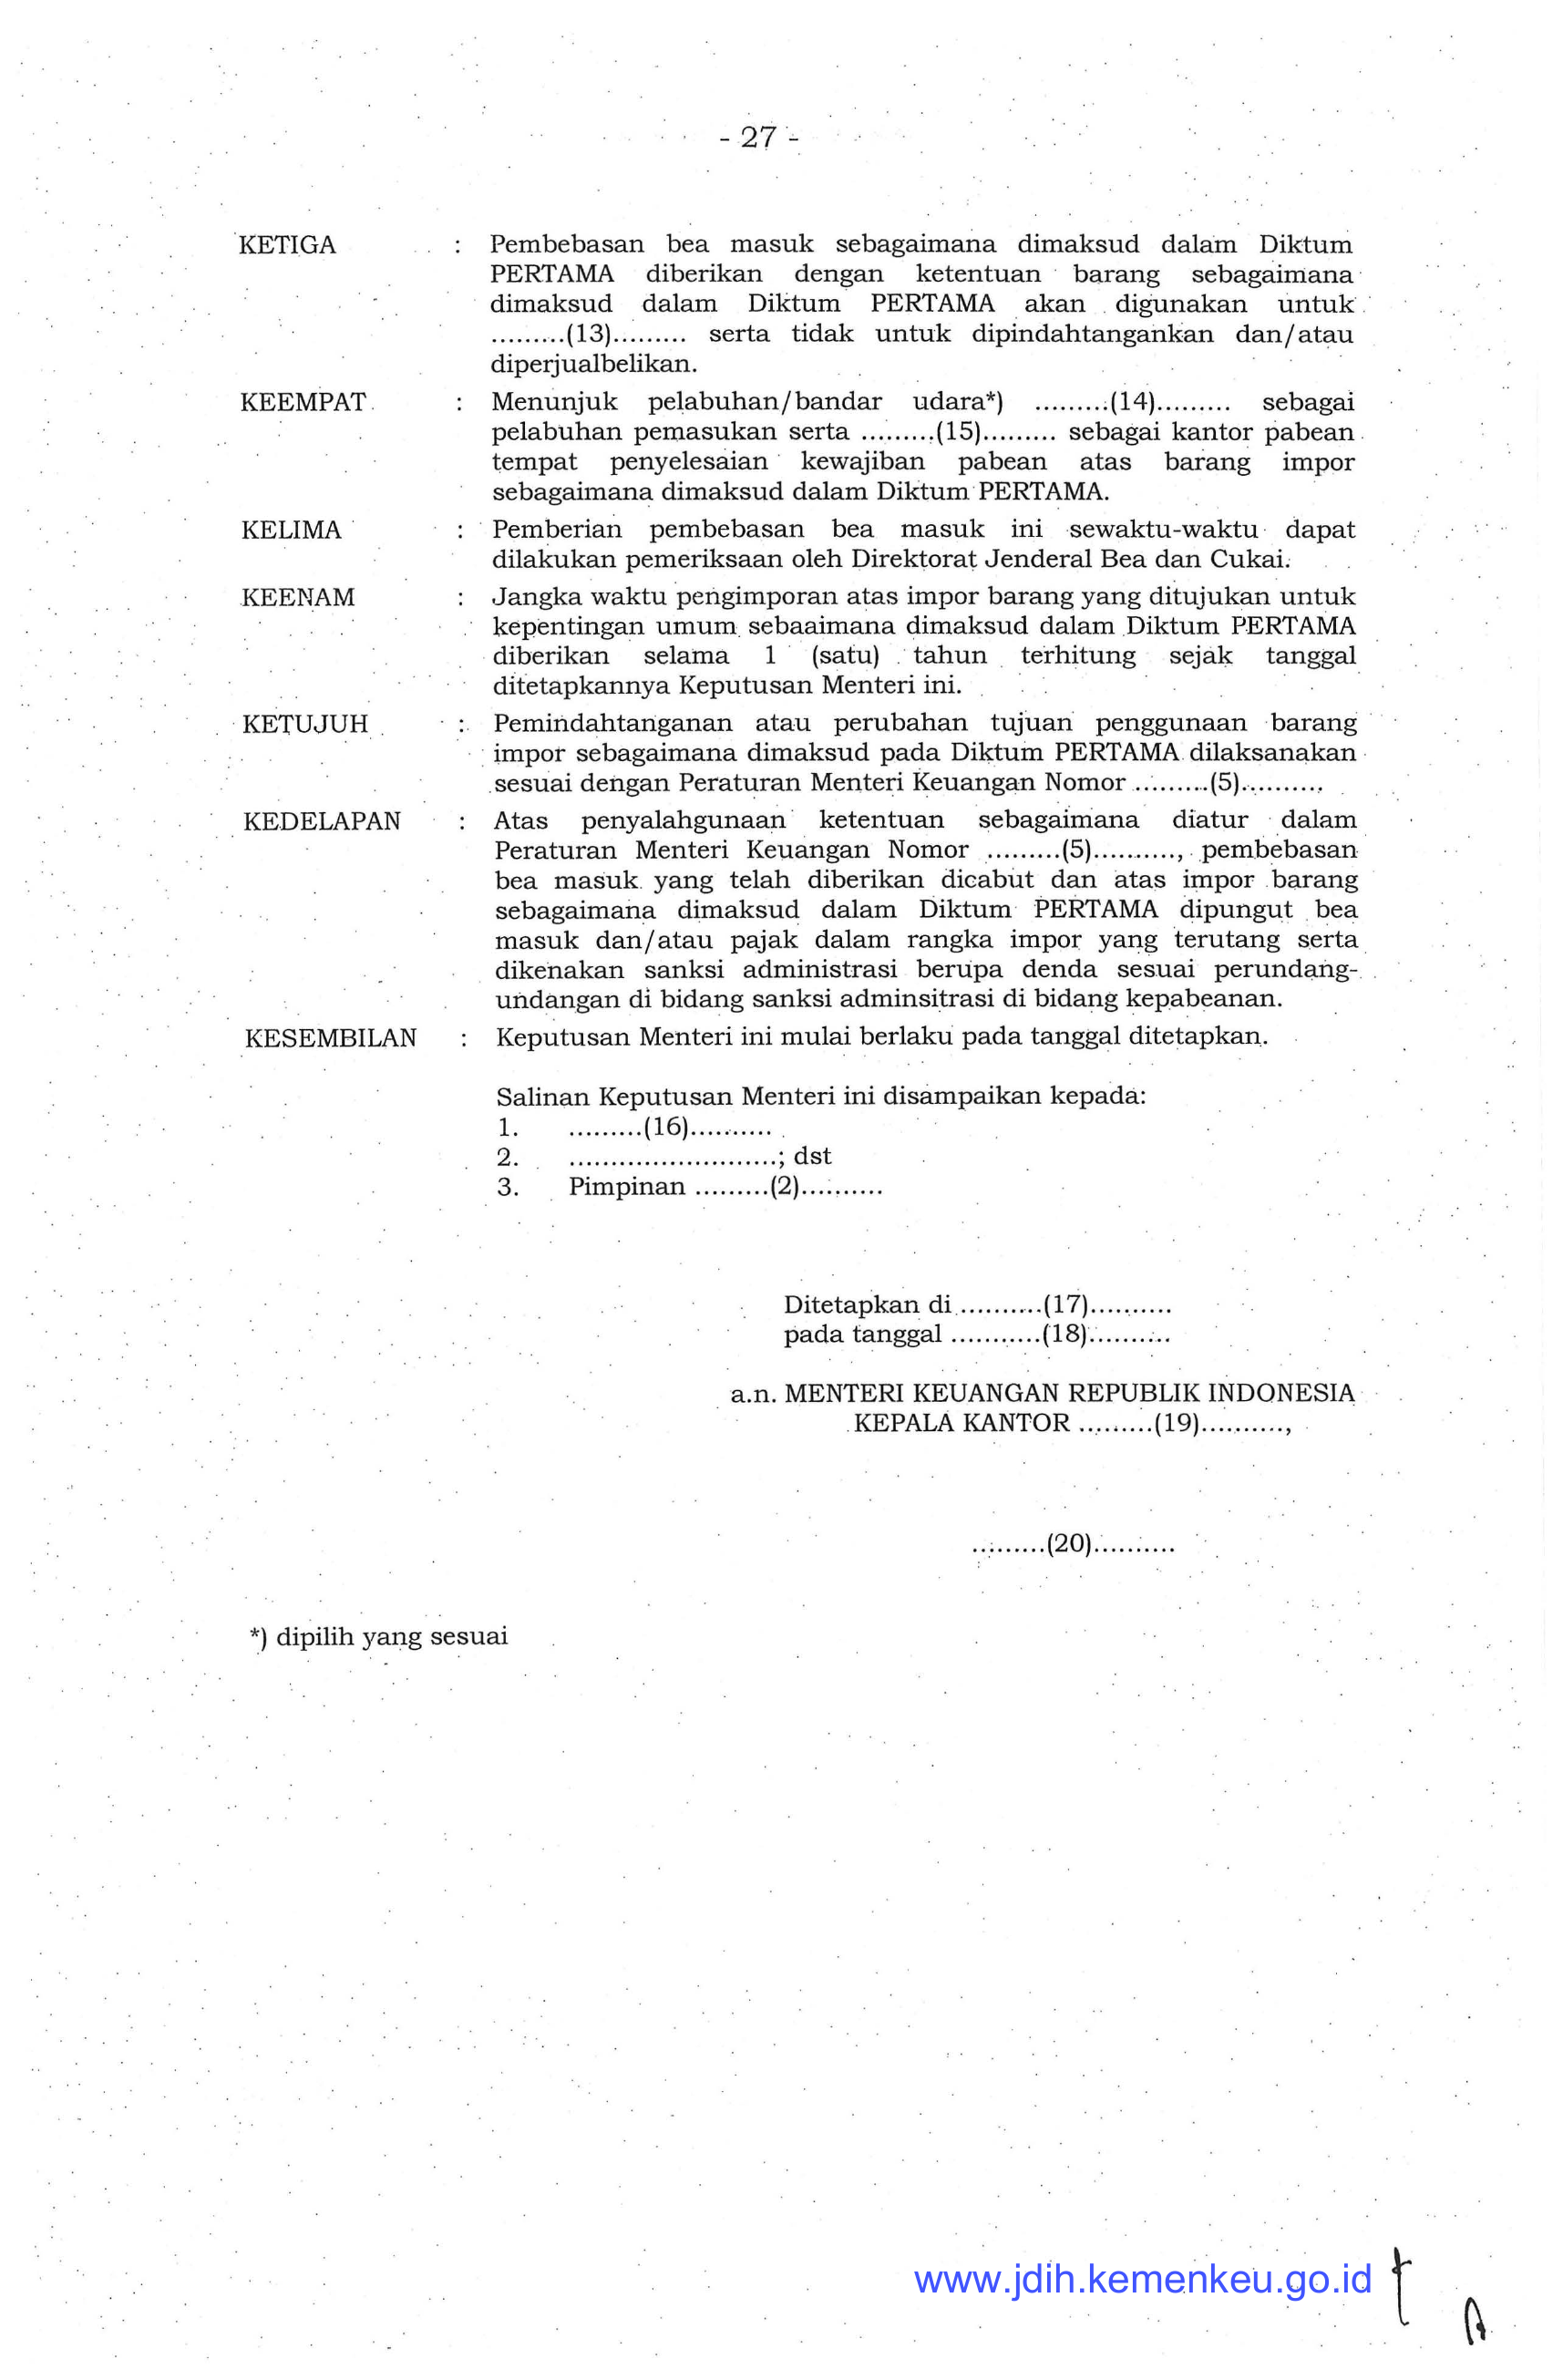 - 27 -
KETIGA : Pembebasan bea masuk sebagaimana dimaksud dalam Diktum
PERTAMA diberikan dengan ketentuan barang sebagaimana
dimaksud dalam Diktum PERTAMA akan digunakan untuk
.........(13)......... serta tidak untuk dipindahtangankan dan/atau
diperjualbelikan.
KEEMPAT : Menunjuk pelabuhan/bandar udara*) .........(14)......... sebagai
pelabuhan pemasukan serta .........(15)......... sebagai kantor pabean
tempat penyelesaian kewajiban pabean atas barang impor
sebagaimana dimaksud dalam Diktum PERTAMA.
KELIMA : Pemberian pembebasan bea masuk ini sewaktu-waktu dapat
dilakukan pemeriksaan oleh Direktorat Jenderal Bea dan Cukai.
KEENAM : Jangka waktu pengimporan atas impor barang yang ditujukan untuk
kepentingan umum sebaaimana dimaksud dalam Diktum PERTAMA
diberikan selama 1 (satu) tahun terhitung sejak tanggal
ditetapkannya Keputusan Menteri ini.
KETUJUH : Pemindahtanganan atau perubahan tujuan penggunaan barang
impor sebagaimana dimaksud pada Diktum PERTAMA dilaksanakan
sesuai dengan Peraturan Menteri Keuangan Nomor .........(5)..........
KEDELAPAN : Atas penyalahgunaan ketentuan sebagaimana diatur dalam
Peraturan Menteri Keuangan Nomor .........(5).........., pembebasan
bea masuk yang telah diberikan dicabut dan atas impor barang
sebagaimana dimaksud dalam Diktum PERTAMA dipungut bea
masuk dan/atau pajak dalam rangka impor yang terutang serta
dikenakan sanksi administrasi berupa denda sesuai perundang-
undangan di bidang sanksi adminsitrasi di bidang kepabeanan.
KESEMBILAN : Keputusan Menteri ini mulai berlaku pada tanggal ditetapkan.
Salinan Keputusan Menteri ini disampaikan kepada:
1. .........(16)..........
2. .........................; dst
3. Pimpinan .........(2)..........
Ditetapkan di ..........(17)..........
pada tanggal ...........(18)..........
a.n. MENTERI KEUANGAN REPUBLIK INDONESIA
KEPALA KANTOR .........(19)..........,
.........(20)..........
*) dipilih yang sesuai
www.jdih.kemenkeu.go.id